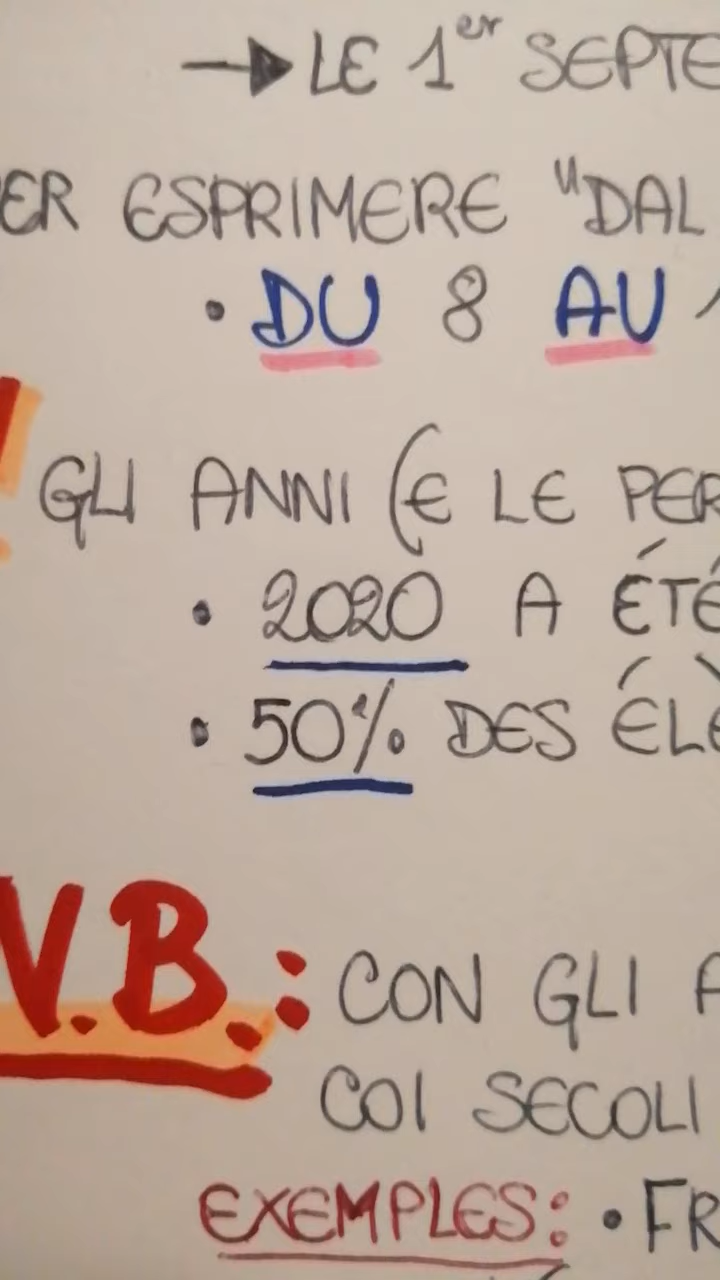 LE 1er SEPTE
ER ESPRIMERE "DAL
• DU 8 AU 1
! GLI ANNI (E LE PER
• 2020 A ÉTÉ
• 50% DES ÉLÈ
V.B.: CON GLI A
COI SECOLI
EXEMPLES: • FR